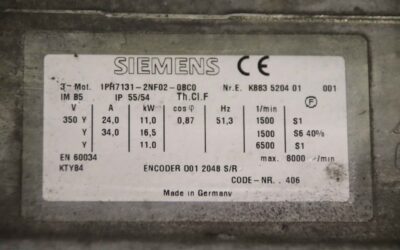 SIEMENS CE
3~Mot. 1PH7131-2NF02-0BC0 Nr.E. K883 5204 01 001
IM B5 IP 55/54 Th.Cl.F F
V A kW cos φ Hz 1/min
350 Y 24,0 11,0 0,87 51,3 1500 S1
Y 34,0 16,5 1500 S6 40%
Y 11,0 6500 S1
EN 60034 max. 8000 /min
KTY84 ENCODER 001 2048 S/R
CODE-NR. 406
Made in Germany